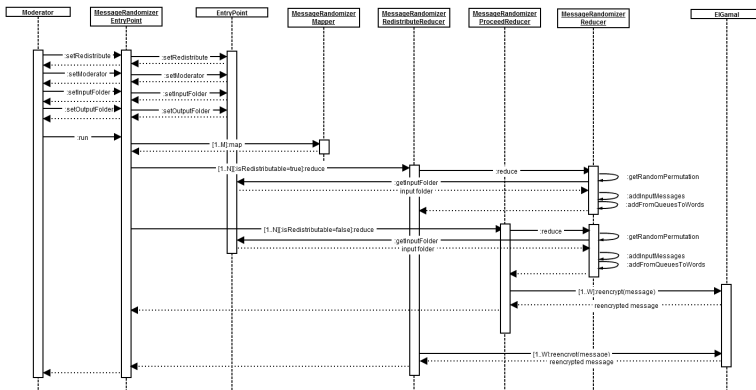 Moderator
MessageRandomizer
EntryPoint
EntryPoint
MessageRandomizer
Mapper
MessageRandomizer
RedistributeReducer
MessageRandomizer
ProceedReducer
MessageRandomizer
Reducer
ElGamal
:setRedistribute
:setRedistribute
:setModerator
:setModerator
:setInputFolder
:setInputFolder
:setOutputFolder
:setOutputFolder
:run
[1..M]:map
[1..N][:isRedistributable=true]:reduce
:reduce
:getRandomPermutation
:getInputFolder
input folder
:addInputMessages
:addFromQueuesToWords
[1..N][:isRedistributable=false]:reduce
:reduce
:getRandomPermutation
:getInputFolder
input folder
:addInputMessages
:addFromQueuesToWords
[1..W]:reencrypt(message)
reencrypted message
[1..W]:reencrypt(message)
reencrypted message